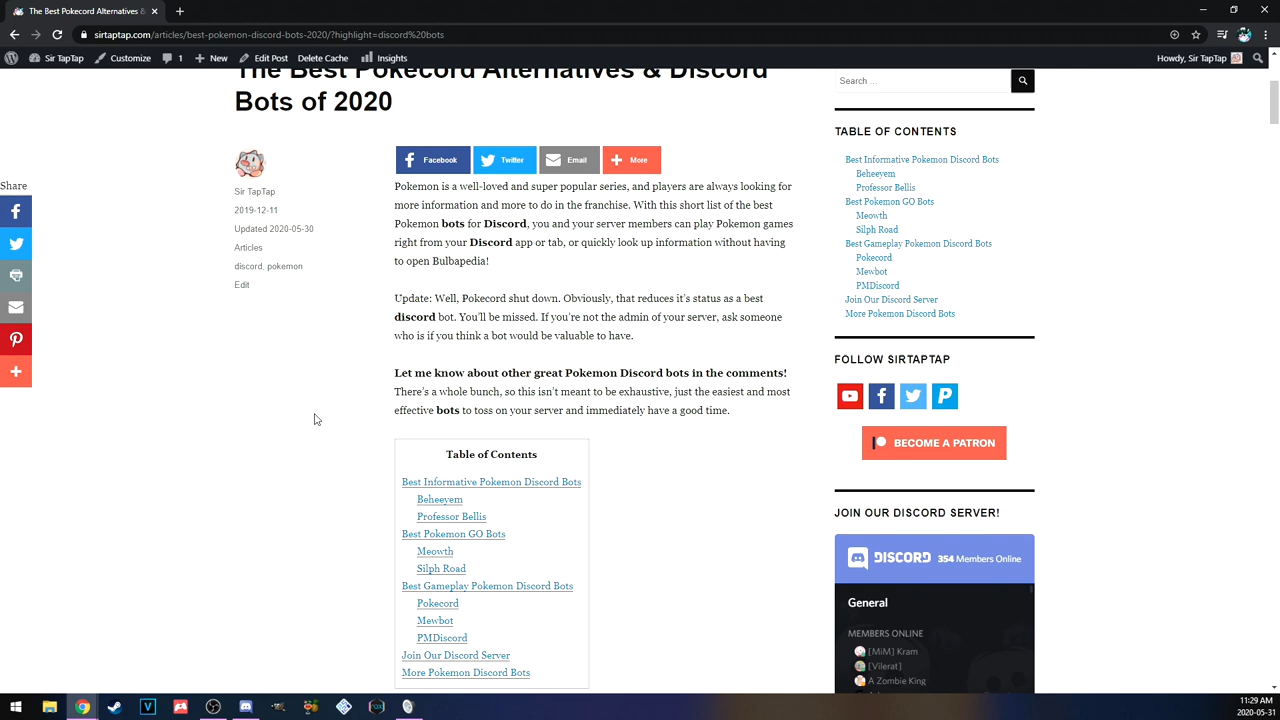 The Best Pokemon A
sirtaptap.com/articles/best-pokemon-discord-bots-2020/?highlight=discord%20bots
Sir TapTap
Customize
1
New
Edit Post
Delete Cache
Insights
Howdy, Sir TapTap
The Best Pokecord Alternatives & Discord
Bots of 2020
Facebook
Twitter
Email
More
Share
Sir TapTap
2019-12-11
Updated 2020-05-30
Articles
discord, pokemon
Edit
Pokemon is a well-loved and super popular series, and players are always looking for
more information and more to do in the franchise. With this short list of the best
Pokemon bots for Discord, you and your server members can play Pokemon games
right from your Discord app or tab, or quickly look up information without having
to open Bulbapedia!
Update: Well, Pokecord shut down. Obviously, that reduces it's status as a best
discord bot. You'll be missed. If you're not the admin of your server, ask someone
who is if you think a bot would be valuable to have.
Let me know about other great Pokemon Discord bots in the comments!
There's a whole bunch, so this isn't meant to be exhaustive, just the easiest and most
effective bots to toss on your server and immediately have a good time.
Table of Contents
Best Informative Pokemon Discord Bots
Beheeyem
Professor Bellis
Best Pokemon GO Bots
Meowth
Silph Road
Best Gameplay Pokemon Discord Bots
Pokecord
Mewbot
PMDiscord
Join Our Discord Server
More Pokemon Discord Bots
Search …
TABLE OF CONTENTS
Best Informative Pokemon Discord Bots
Beheeyem
Professor Bellis
Best Pokemon GO Bots
Meowth
Silph Road
Best Gameplay Pokemon Discord Bots
Pokecord
Mewbot
PMDiscord
Join Our Discord Server
More Pokemon Discord Bots
FOLLOW SIRTAPTAP
BECOME A PATRON
JOIN OUR DISCORD SERVER!
DISCORD 354 Members Online
General
MEMBERS ONLINE
[MiM] Kram
[Vilerat]
A Zombie King
11:29 AM
2020-05-31